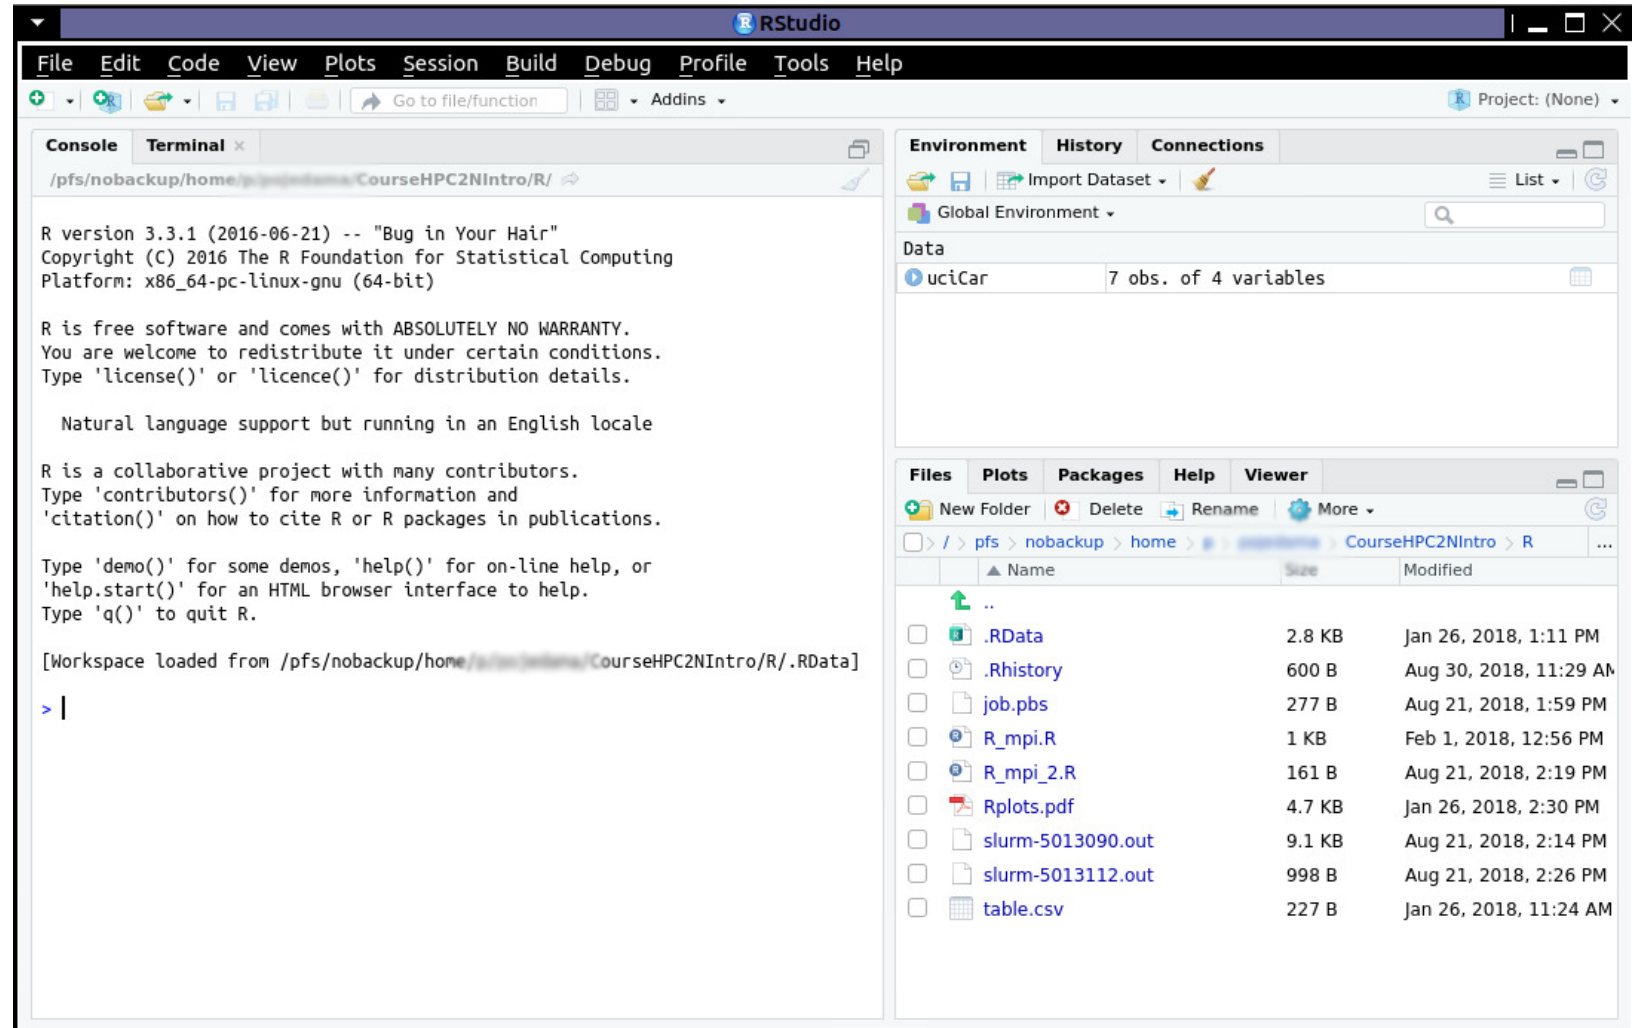 RStudio
File Edit Code View Plots Session Build Debug Profile Tools Help
Go to file/function Addins Project: (None)
Console Terminal
/pfs/nobackup/home CourseHPC2NIntro/R/
R version 3.3.1 (2016-06-21) -- "Bug in Your Hair"
Copyright (C) 2016 The R Foundation for Statistical Computing
Platform: x86_64-pc-linux-gnu (64-bit)
R is free software and comes with ABSOLUTELY NO WARRANTY.
You are welcome to redistribute it under certain conditions.
Type 'license()' or 'licence()' for distribution details.
Natural language support but running in an English locale
R is a collaborative project with many contributors.
Type 'contributors()' for more information and
'citation()' on how to cite R or R packages in publications.
Type 'demo()' for some demos, 'help()' for on-line help, or
'help.start()' for an HTML browser interface to help.
Type 'q()' to quit R.
[Workspace loaded from /pfs/nobackup/home CourseHPC2NIntro/R/.RData]
>
Environment History Connections
Import Dataset List
Global Environment
Data
uciCar 7 obs. of 4 variables
Files Plots Packages Help Viewer
New Folder Delete Rename More
/ > pfs > nobackup > home > CourseHPC2NIntro > R ...
Name Size Modified
..
.RData 2.8 KB Jan 26, 2018, 1:11 PM
.Rhistory 600 B Aug 30, 2018, 11:29 AM
job.pbs 277 B Aug 21, 2018, 1:59 PM
R_mpi.R 1 KB Feb 1, 2018, 12:56 PM
R_mpi_2.R 161 B Aug 21, 2018, 2:19 PM
Rplots.pdf 4.7 KB Jan 26, 2018, 2:30 PM
slurm-5013090.out 9.1 KB Aug 21, 2018, 2:14 PM
slurm-5013112.out 998 B Aug 21, 2018, 2:26 PM
table.csv 227 B Jan 26, 2018, 11:24 AM